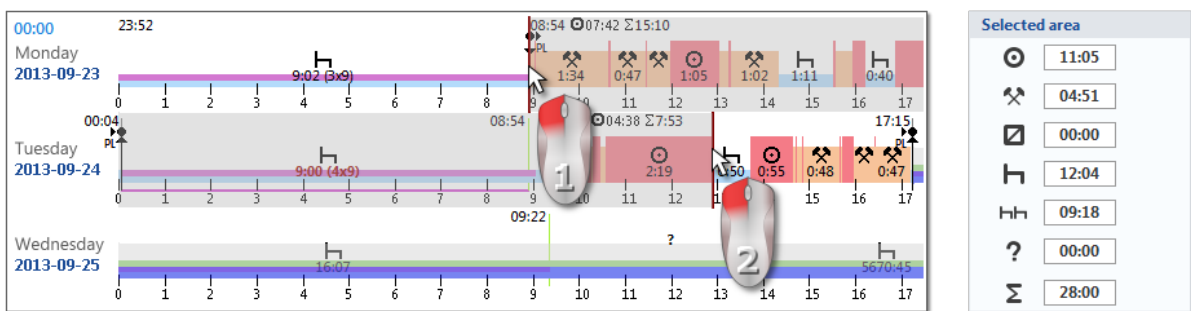 00:00 23:52 08:54 07:42 Σ15:10
Monday
2013-09-23
PL
9:02 (3x9) 1:34 0:47 1:05 1:02 1:11 0:40
0 1 2 3 4 5 6 7 8 9 11 12 13 14 15 16 17
00:04 08:54 04:38 Σ7:53 17:15
Tuesday
2013-09-24
PL PL
9:00 (4x9) 2:19 :50 0:55 0:48 0:47
0 1 2 3 4 5 6 7 8 10 11 12 1 14 15 16 17
1
09:22
Wednesday
2013-09-25
?
16:07 5670:45
0 1 2 3 4 5 6 7 8 9 10 11 12 13 14 15 16 17
2
Selected area
11:05
04:51
00:00
12:04
09:18
? 00:00
Σ 28:00